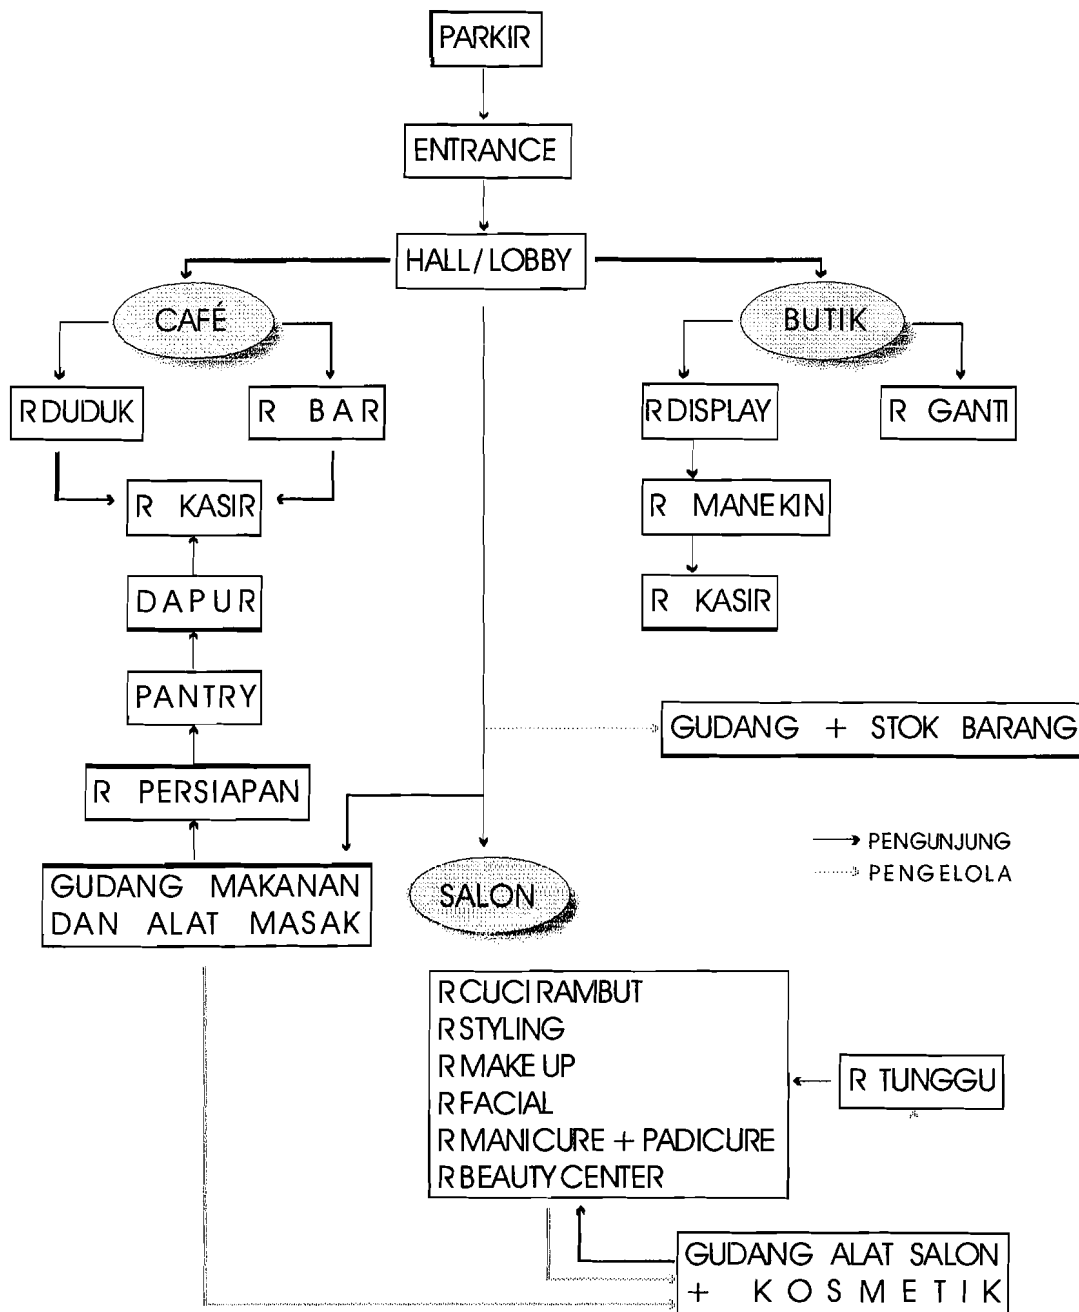 PARKIR
ENTRANCE
HALL/LOBBY
CAFÉ
BUTIK
R DUDUK
R BAR
R DISPLAY
R GANTI
R KASIR
R MANEKIN
DAPUR
R KASIR
PANTRY
GUDANG + STOK BARANG
R PERSIAPAN
PENGUNJUNG
PENGELOLA
GUDANG MAKANAN
DAN ALAT MASAK
SALON
R CUCI RAMBUT
R STYLING
R MAKE UP
R FACIAL
R MANICURE + PADICURE
R BEAUTY CENTER
R TUNGGU
GUDANG ALAT SALON
+ KOSMETIK